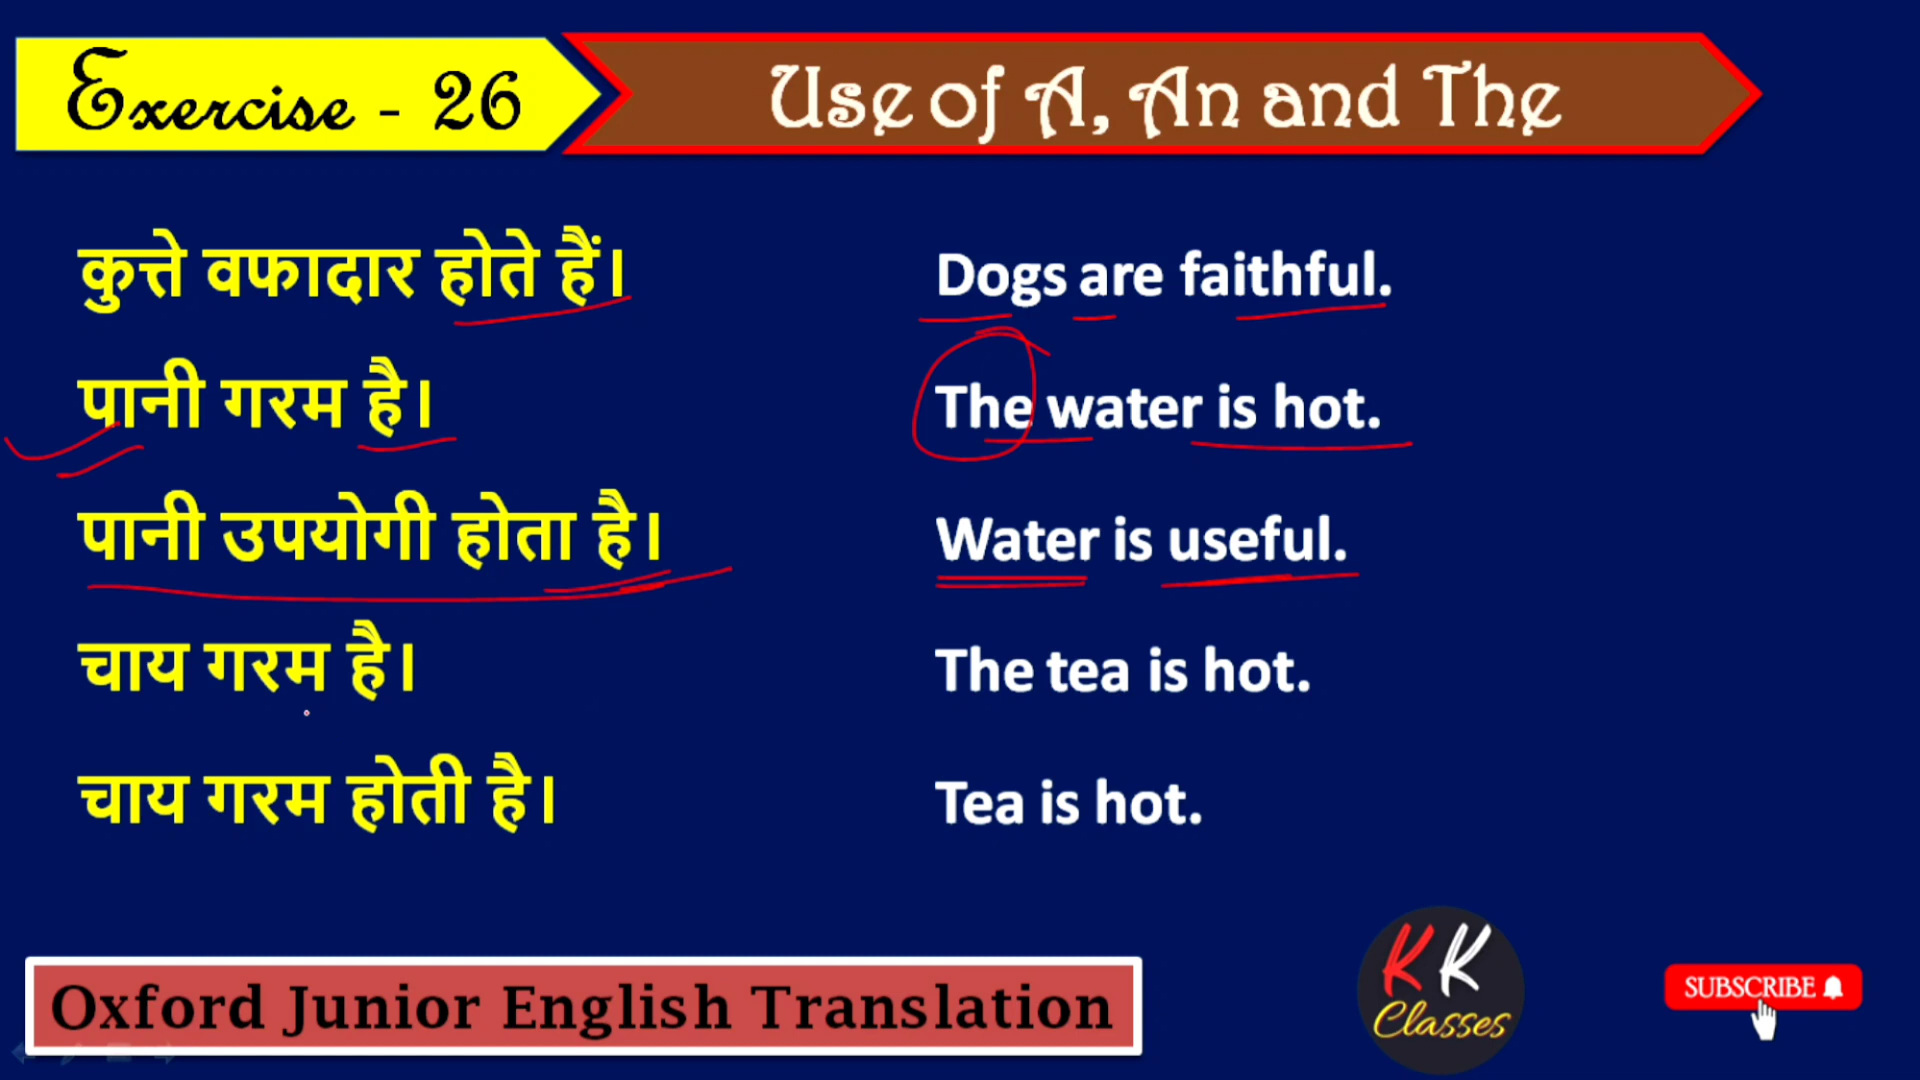 Exercise - 26
Use of A, An and The
कुत्ते वफादार होते हैं।
Dogs are faithful.
पानी गरम है।
The water is hot.
पानी उपयोगी होता है।
Water is useful.
चाय गरम है।
The tea is hot.
चाय गरम होती है।
Tea is hot.
Oxford Junior English Translation
KK
Classes
SUBSCRIBE